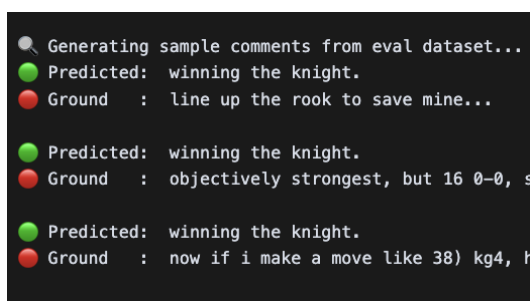 Generating sample comments from eval dataset...
Predicted: winning the knight.
Ground : line up the rook to save mine...
Predicted: winning the knight.
Ground : objectively strongest, but 16 0-0, s
Predicted: winning the knight.
Ground : now if i make a move like 38) kg4, h